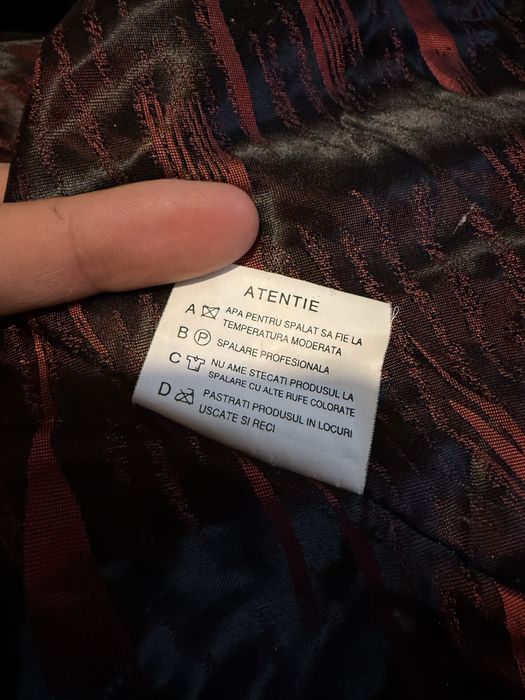 ATENTIE
A APA PENTRU SPALAT SA FIE LA
TEMPERATURA MODERATA
B P SPALARE PROFESIONALA
C NU AME STECATI PRODUSUL LA
SPALARE CU ALTE RUFE COLORATE
D PASTRATI PRODUSUL IN LOCURI
USCATE SI RECI